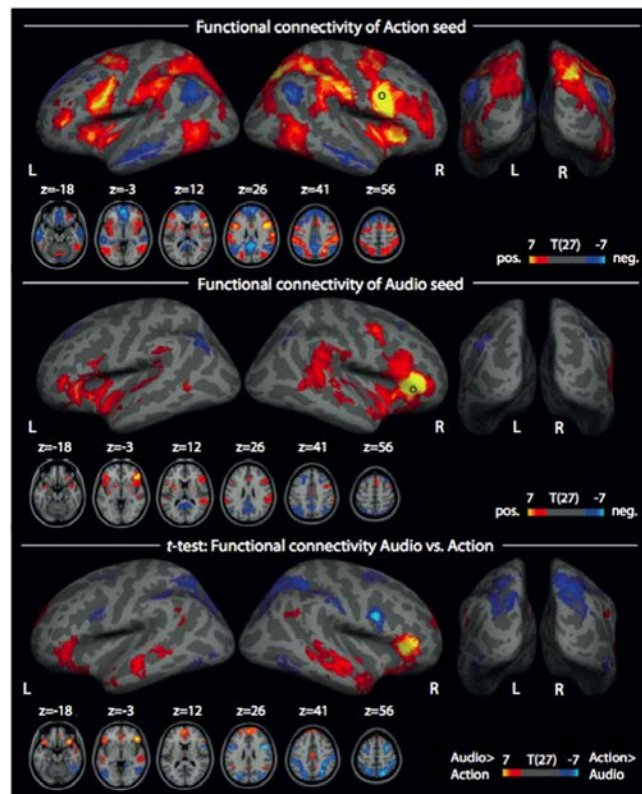 Functional connectivity of Action seed
L R L R
z=-18 z=-3 z=12 z=26 z=41 z=56
7 T(27) -7
pos. neg.
Functional connectivity of Audio seed
L R L R
z=-18 z=-3 z=12 z=26 z=41 z=56
7 T(27) -7
pos. neg.
t-test: Functional connectivity Audio vs. Action
L R L R
z=-18 z=-3 z=12 z=26 z=41 z=56
Audio> 7 T(27) -7 Action>
Action Audio